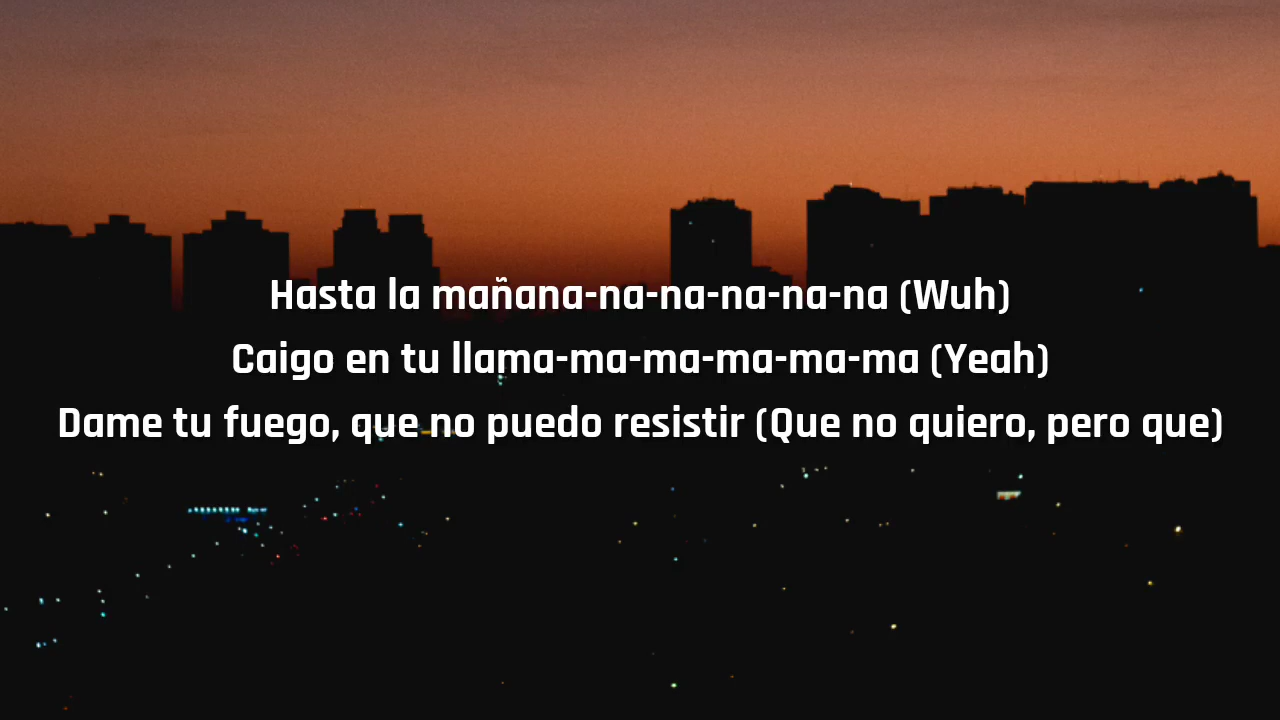 Hasta la mañana-na-na-na-na-na (Wuh)
Caigo en tu llama-ma-ma-ma-ma-ma (Yeah)
Dame tu fuego, que no puedo resistir (Que no quiero, pero que)